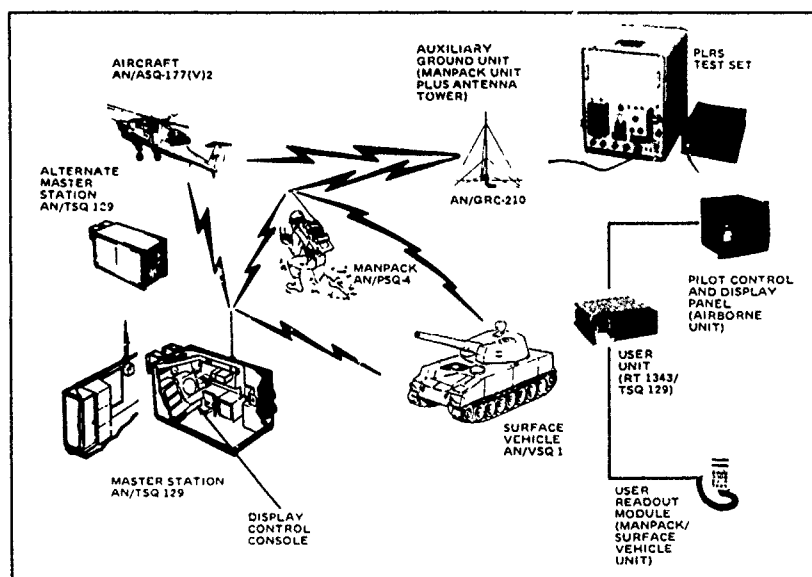 AIRCRAFT
AN/ASQ-177(V)2
AUXILIARY
GROUND UNIT
(MANPACK UNIT
PLUS ANTENNA
TOWER)
PLRS
TEST SET
ALTERNATE
MASTER
STATION
AN/TSQ 129
AN/GRC-210
MANPACK
AN/PSQ-4
PILOT CONTROL
AND DISPLAY
PANEL
(AIRBORNE
UNIT)
USER
UNIT
(RT 1343/
TSQ 129)
SURFACE
VEHICLE
AN/VSQ 1
MASTER STATION
AN/TSQ 129
DISPLAY
CONTROL
CONSOLE
USER
READOUT
MODULE
(MANPACK/
SURFACE
VEHICLE
UNIT)